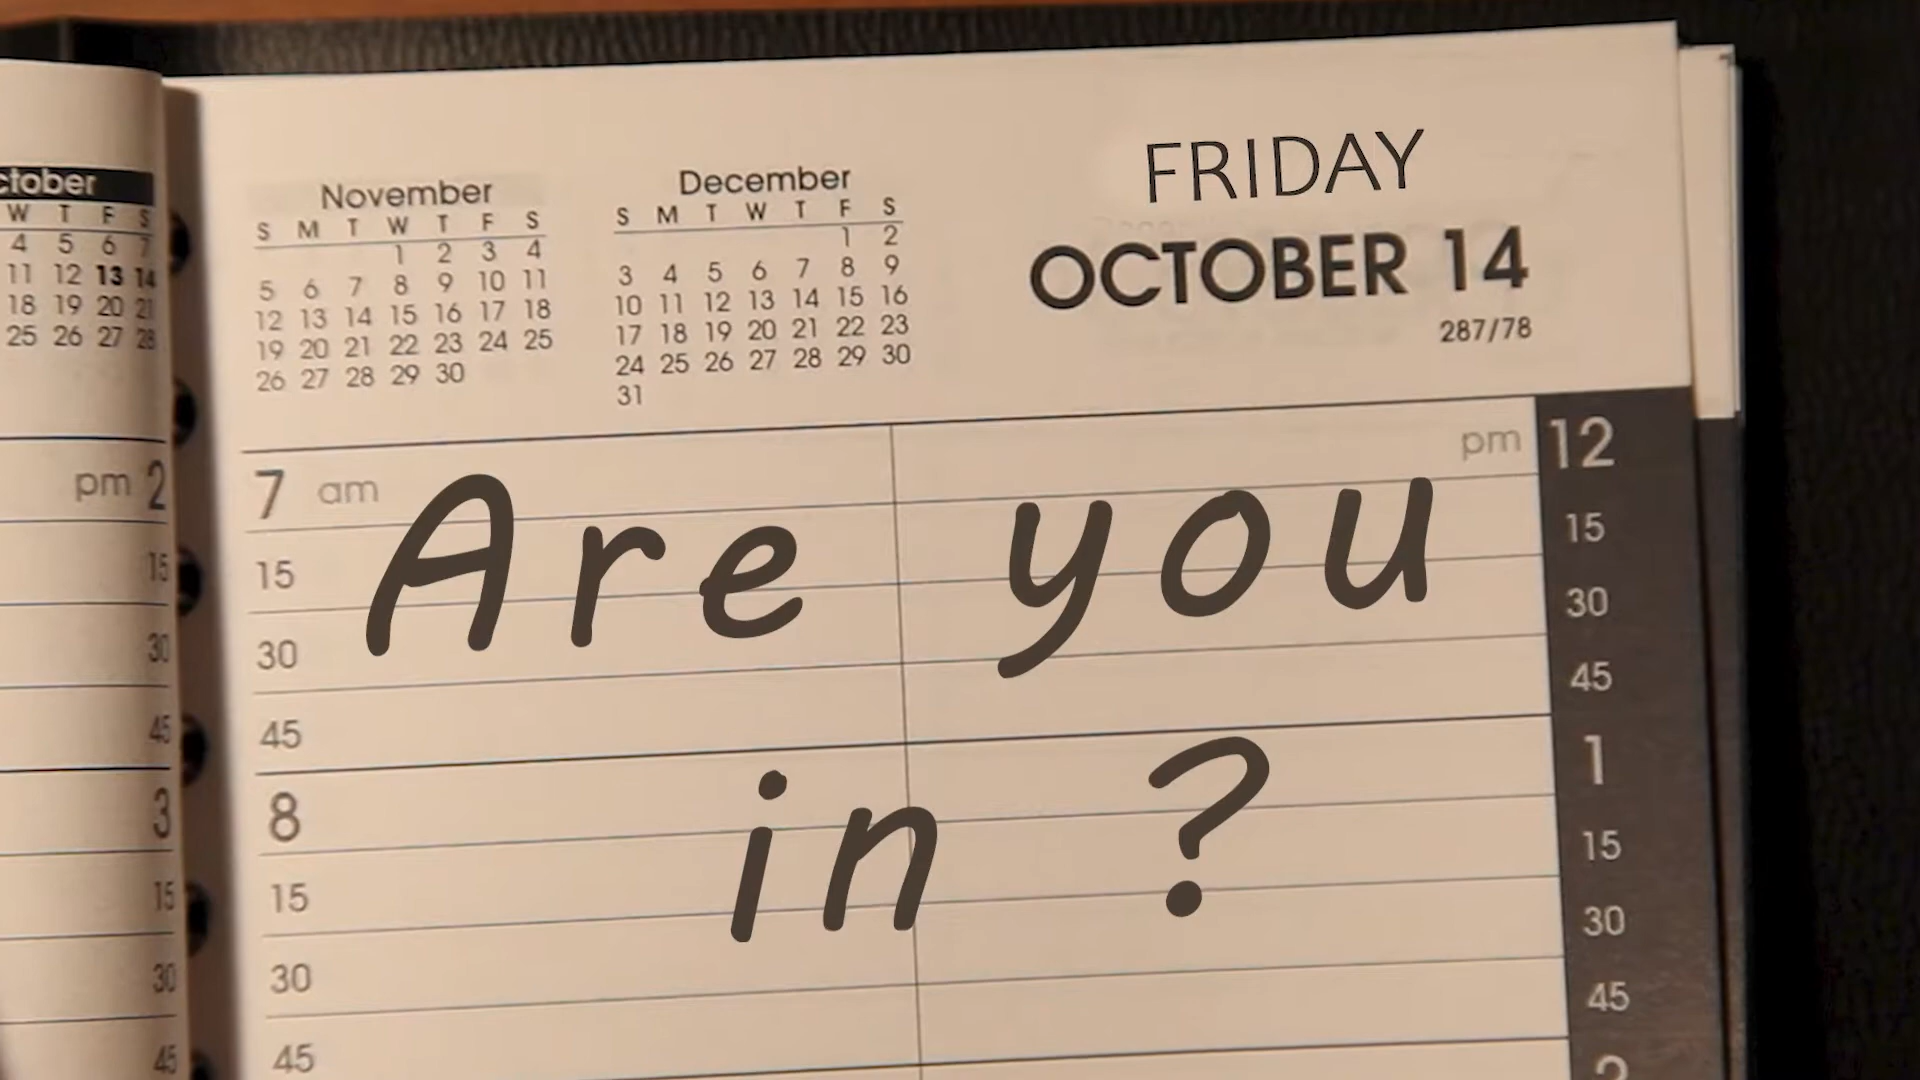 ctober
W T F S
4 5 6 7
11 12 13 14
18 19 20 21
25 26 27 28
November
S M T W T F S
1 2 3 4
5 6 7 8 9 10 11
12 13 14 15 16 17 18
19 20 21 22 23 24 25
26 27 28 29 30
December
S M T W T F S
1 2
3 4 5 6 7 8 9
10 11 12 13 14 15 16
17 18 19 20 21 22 23
24 25 26 27 28 29 30
31
FRIDAY
OCTOBER 14
287/78
pm 2
15
30
45
3
15
30
45
7 am
15
30
45
8
15
30
45
Are you
in ?
pm 12
15
30
45
1
15
30
45
2